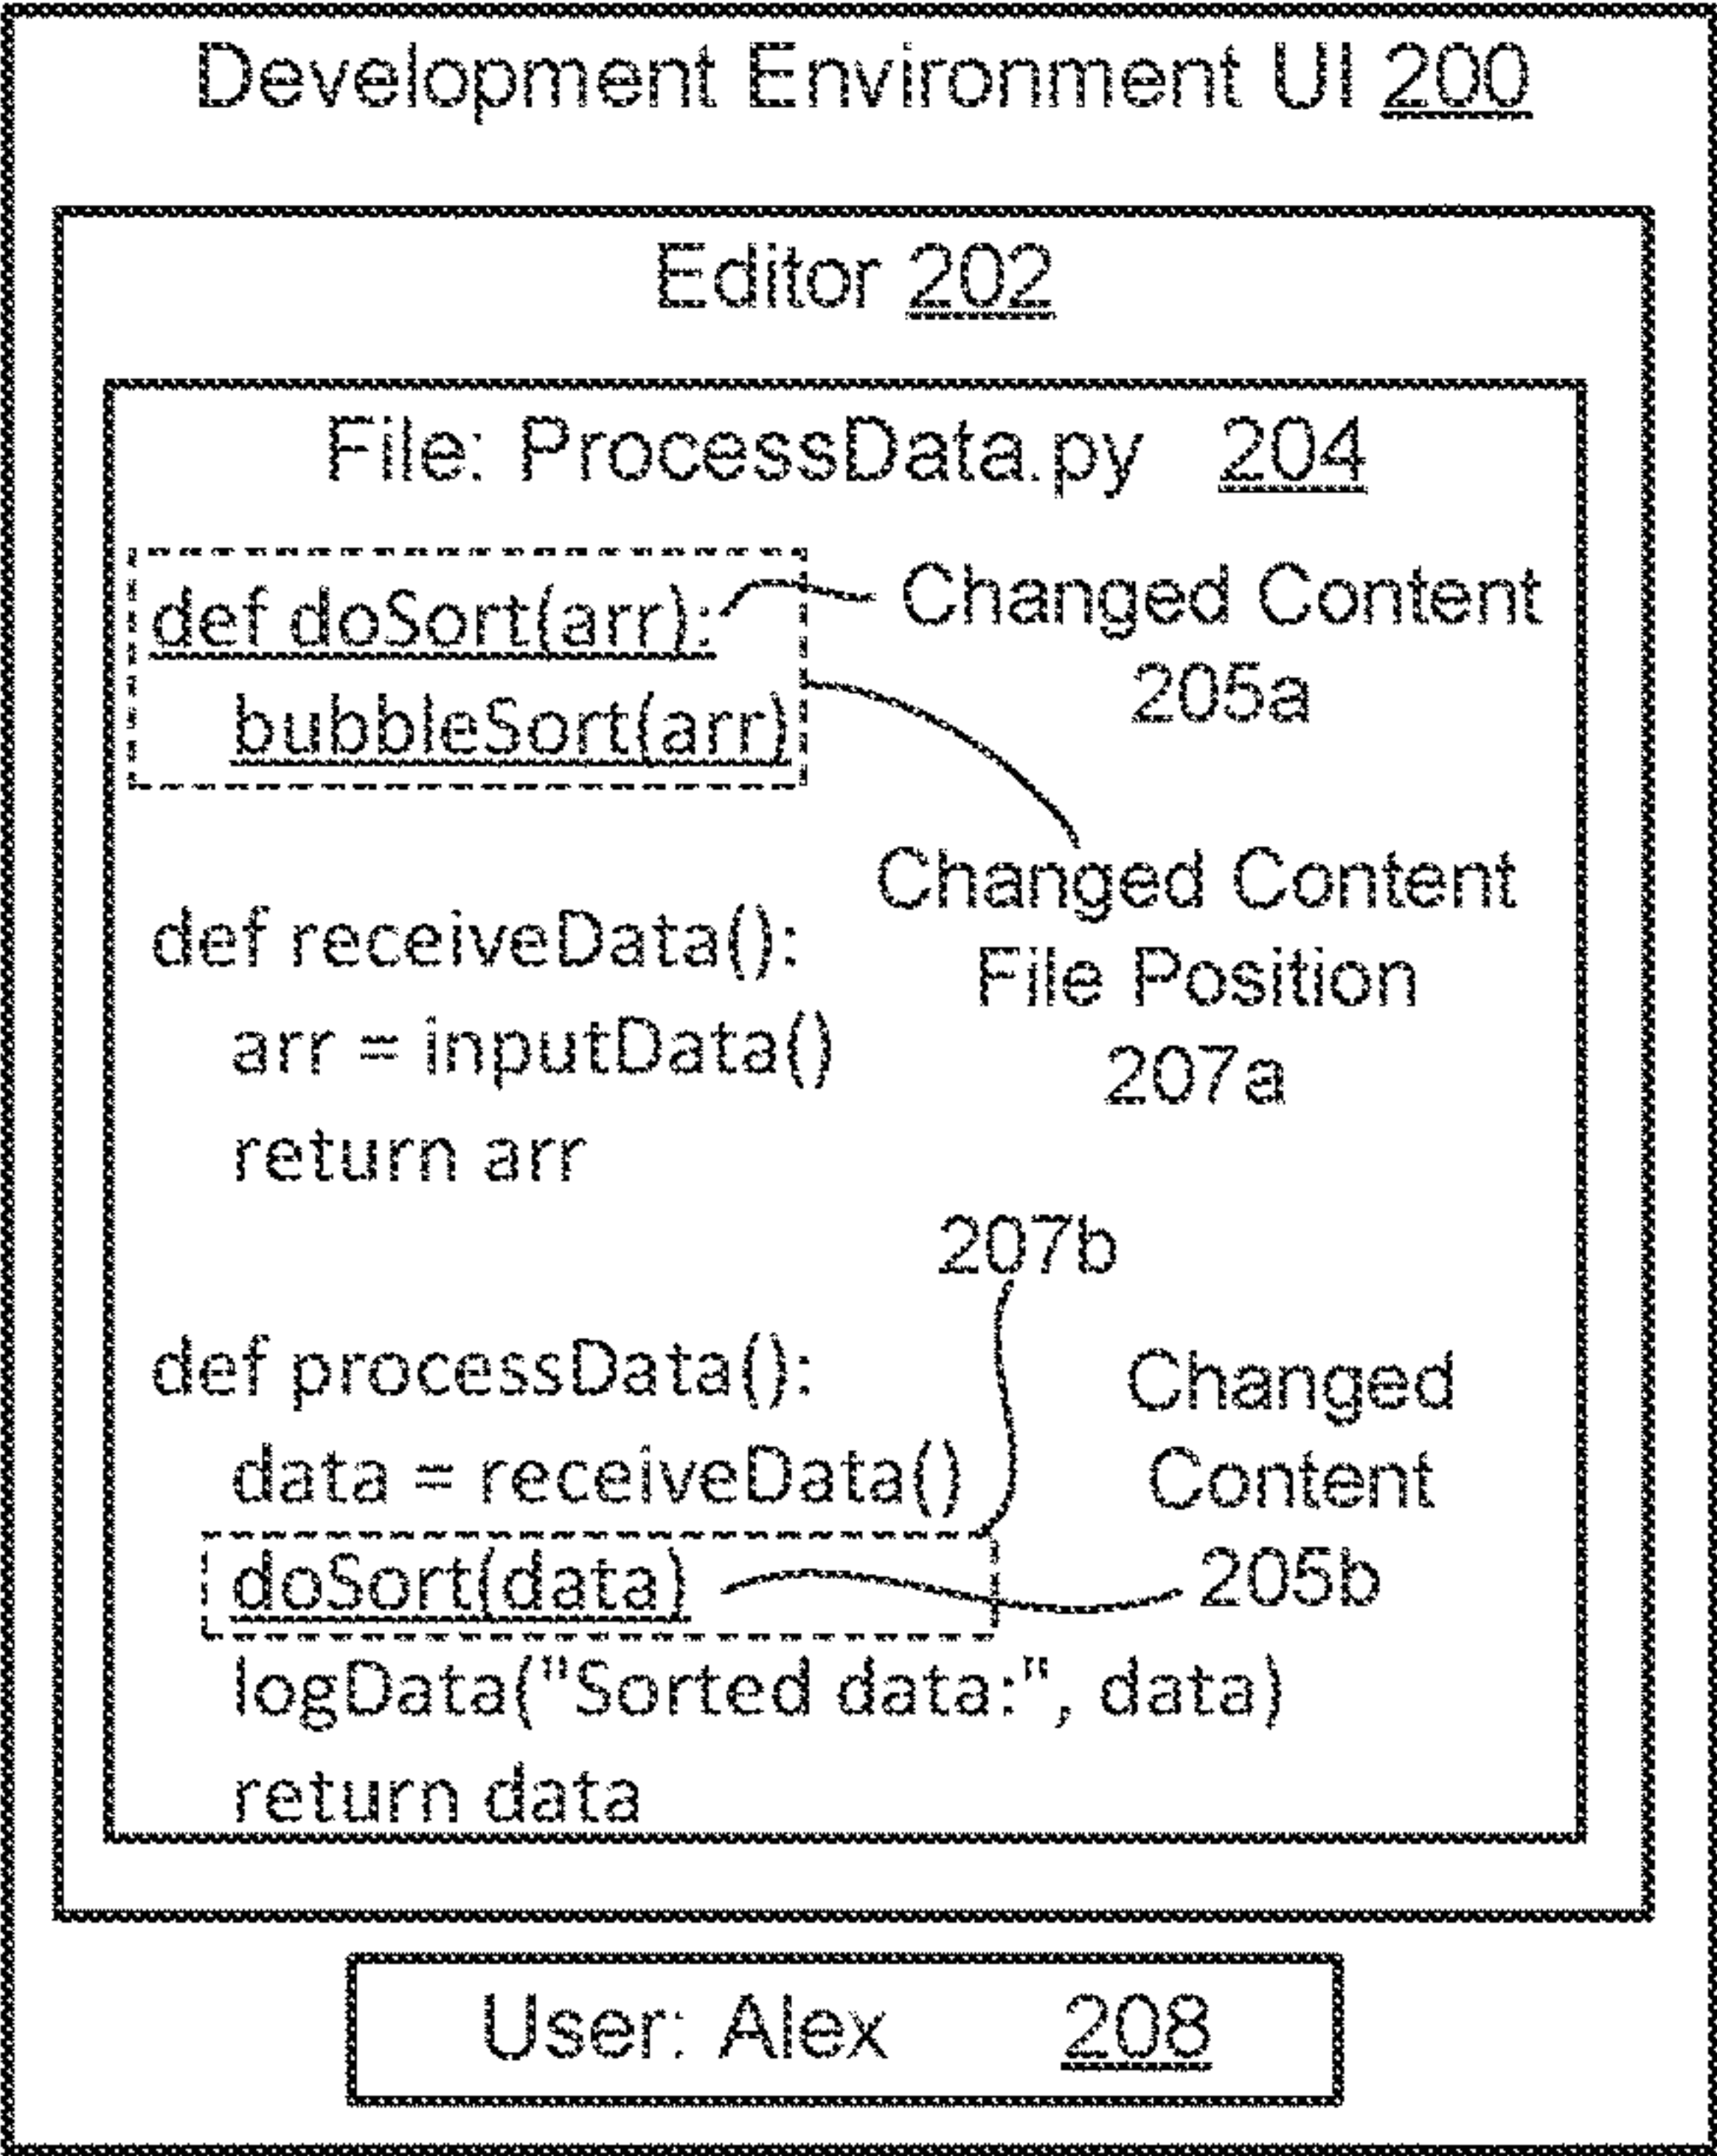 Development Environment UI 200
Editor 202
File: ProcessData.py 204
def doSort(arr):
bubbleSort(arr)
Changed Content
205a
Changed Content
File Position
207a
def receiveData():
arr = inputData()
return arr
207b
def processData():
data = receiveData()
doSort(data)
logData("Sorted data:", data)
return data
Changed
Content
205b
User: Alex 208